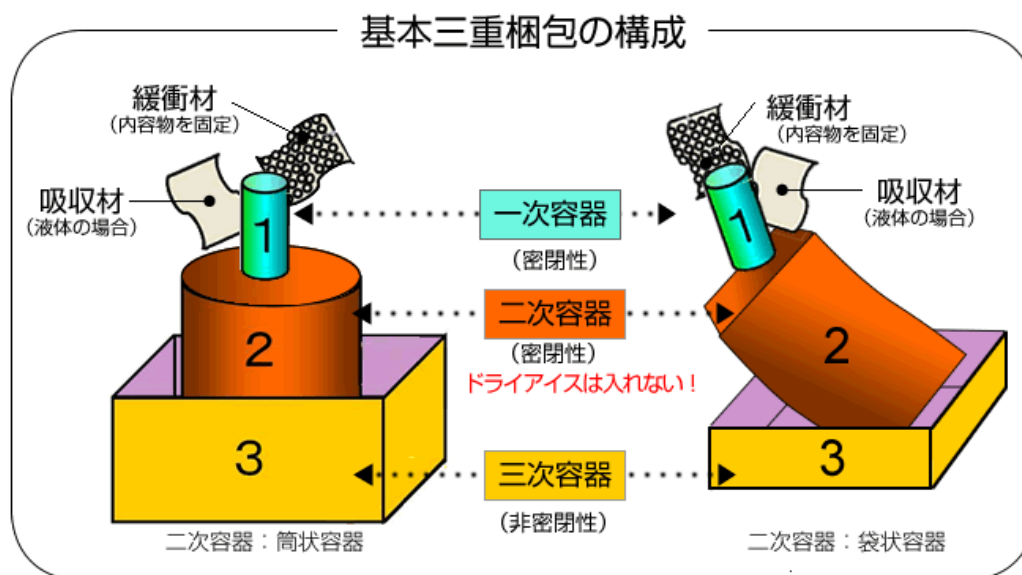 基本三重梱包の構成
緩衝材
(内容物を固定)
吸収材
(液体の場合)
1
2
3
二次容器：筒状容器
一次容器
(密閉性)
二次容器
(密閉性)
ドライアイスは入れない！
三次容器
(非密閉性)
緩衝材
(内容物を固定)
吸収材
(液体の場合)
1
2
3
二次容器：袋状容器